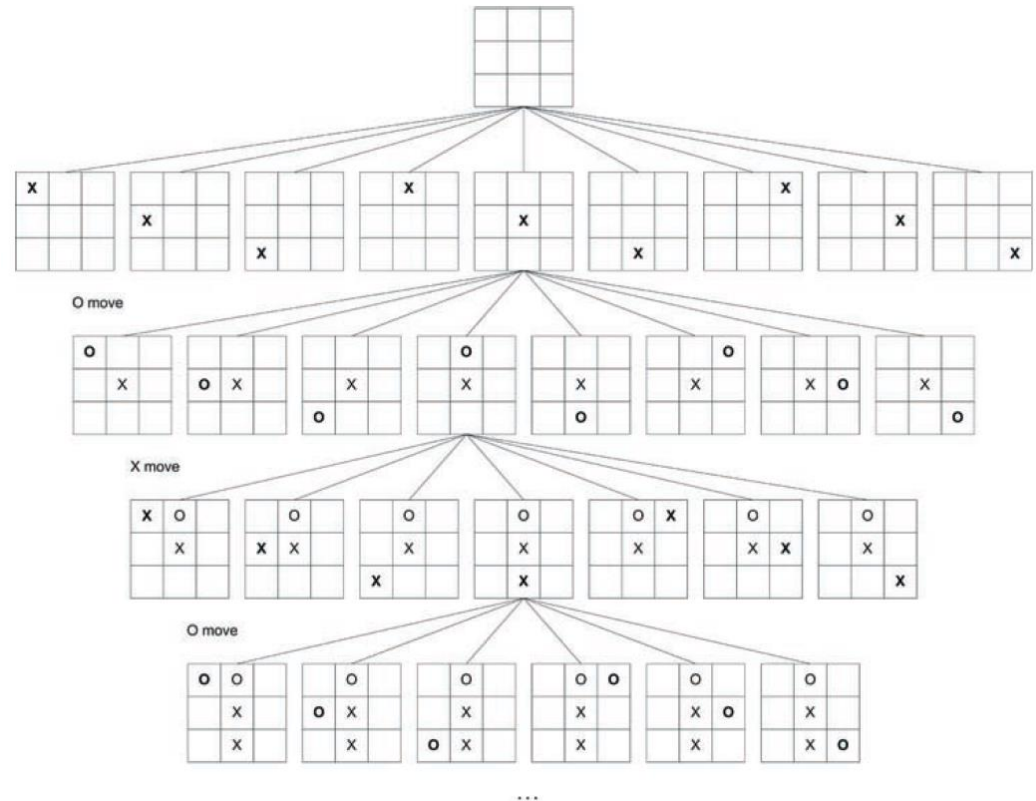 X X X X X X X X X
O move
O O O O O O O O
X X X X X X X X
X move
X O O O O O X O O
X X X X X X X X X
X X X
O move
O O O O O O O O
X O X X X X O X
X X O X X X X O
...